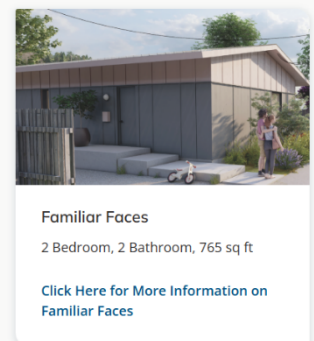 Familiar Faces
2 Bedroom, 2 Bathroom, 765 sq ft
Click Here for More Information on
Familiar Faces